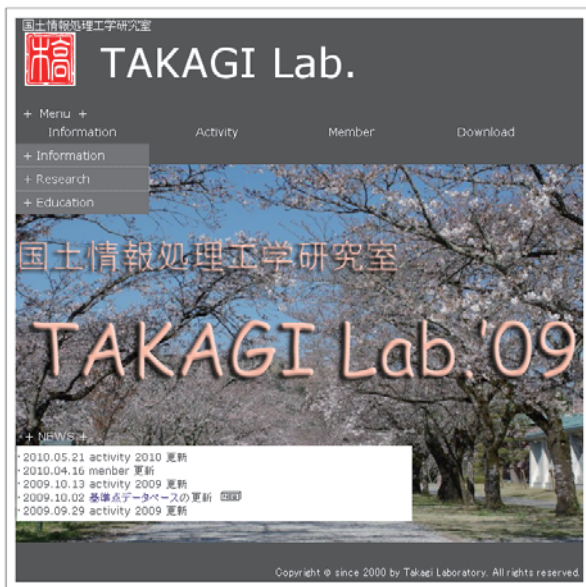 国土情報処理工学研究室
TAKAGI Lab.
+ Menu +
Information Activity Member Download
+ Information
+ Research
+ Education
国土情報処理工学研究室
TAKAGI Lab.'09
+ NEWS +
・2010.05.21 activity 2010 更新
・2010.04.16 menber 更新
・2009.10.13 activity 2009 更新
・2009.10.02 基準点データベースの更新
・2009.09.29 activity 2009 更新
Copyright © since 2000 by Takagi Laboratory. All rights reserved.